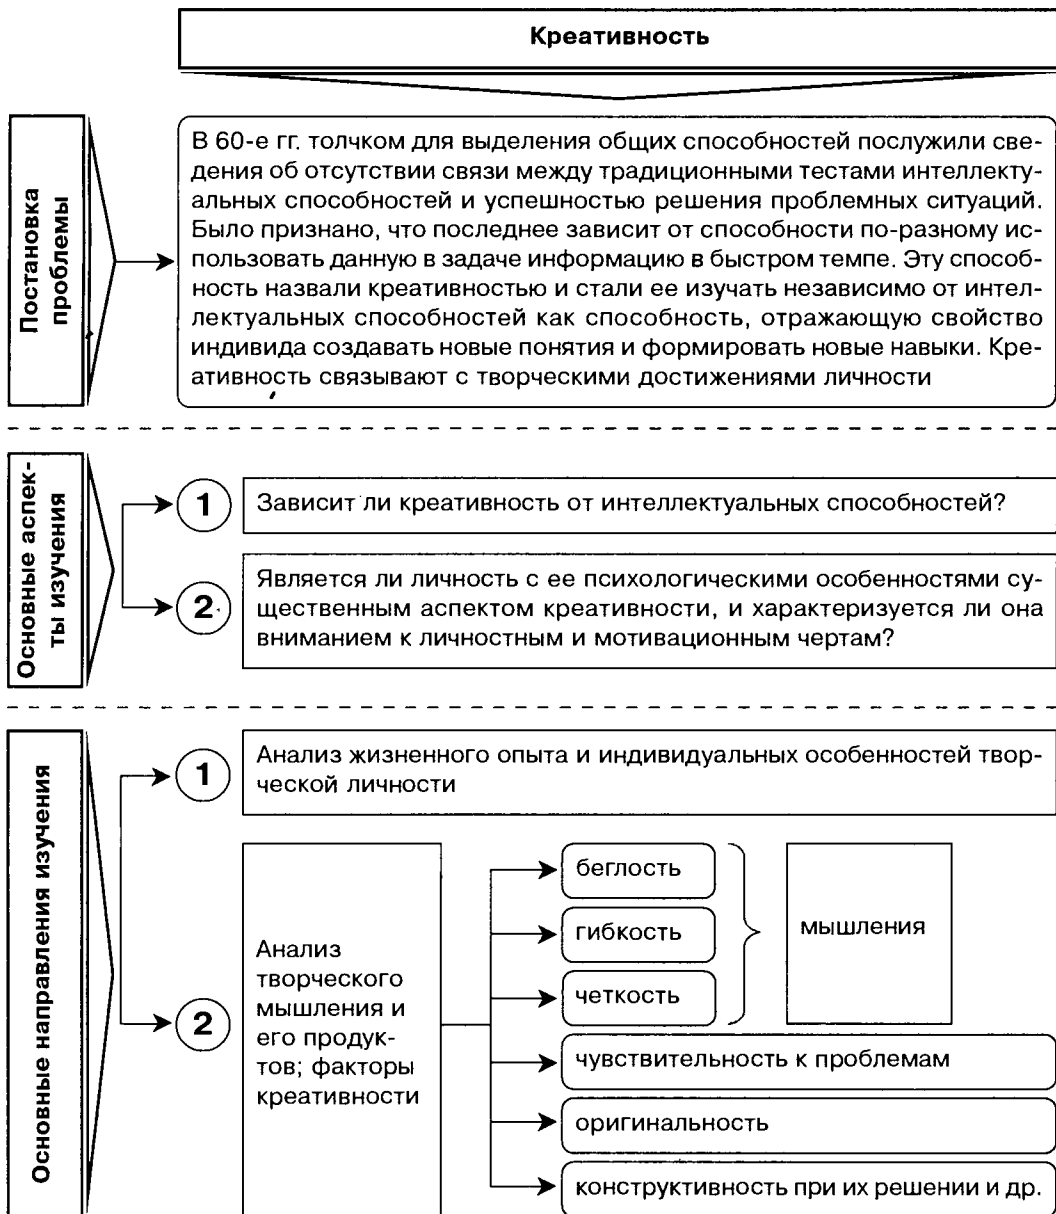 Креативность
Постановка
проблемы
В 60-е гг. толчком для выделения общих способностей послужили све-
дения об отсутствии связи между традиционными тестами интеллекту-
альных способностей и успешностью решения проблемных ситуаций.
Было признано, что последнее зависит от способности по-разному ис-
пользовать данную в задаче информацию в быстром темпе. Эту способ-
ность назвали креативностью и стали ее изучать независимо от интел-
лектуальных способностей как способность, отражающую свойство
индивида создавать новые понятия и формировать новые навыки. Кре-
ативность связывают с творческими достижениями личности
Основные аспек-
ты изучения
1
Зависит ли креативность от интеллектуальных способностей?
2
Является ли личность с ее психологическими особенностями су-
щественным аспектом креативности, и характеризуется ли она
вниманием к личностным и мотивационным чертам?
Основные направления изучения
1
Анализ жизненного опыта и индивидуальных особенностей твор-
ческой личности
2
Анализ
творческого
мышления и
его продук-
тов; факторы
креативности
беглость
гибкость
четкость
мышления
чувствительность к проблемам
оригинальность
конструктивность при их решении и др.